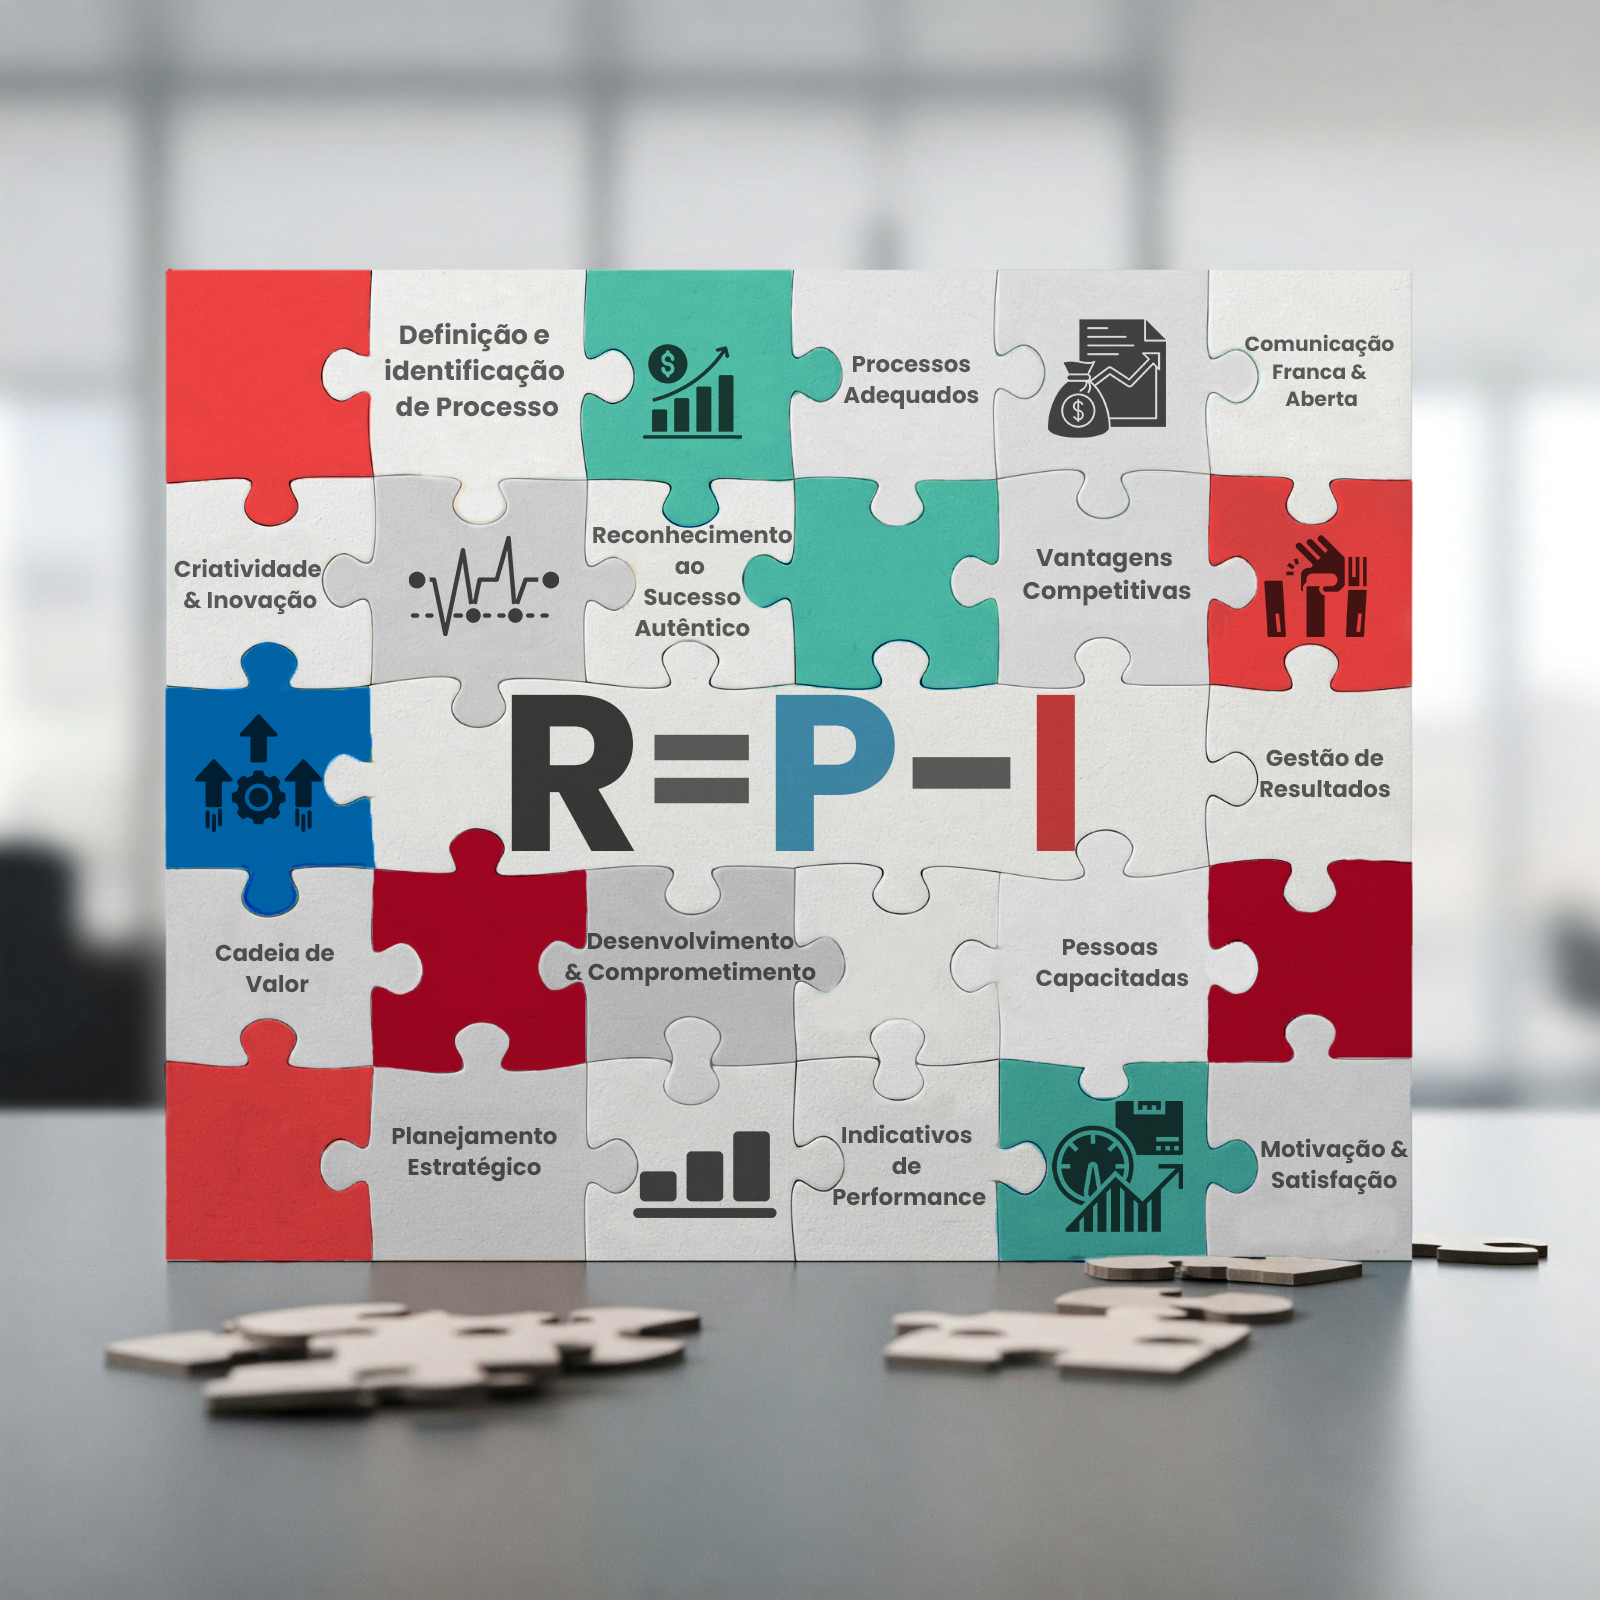 Definição e
identificação
de Processo
$
Processos
Adequados
$
Comunicação
Franca &
Aberta
Criatividade
& Inovação
Reconhecimento
ao
Sucesso
Autêntico
Vantagens
Competitivas
R=P-I
Gestão de
Resultados
Cadeia de
Valor
Desenvolvimento
& Comprometimento
Pessoas
Capacitadas
Planejamento
Estratégico
Indicativos
de
Performance
Motivação &
Satisfação